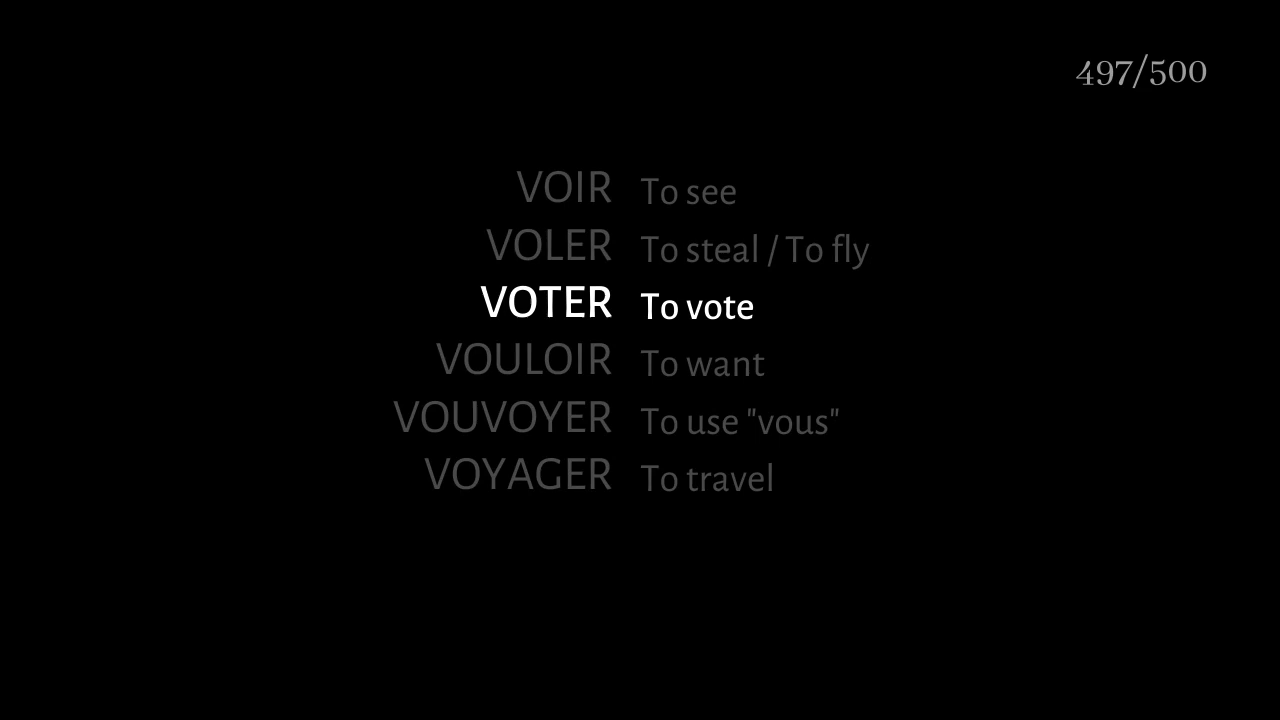 497/500
VOIR To see
VOLER To steal / To fly
VOTER To vote
VOULOIR To want
VOUVOYER To use "vous"
VOYAGER To travel